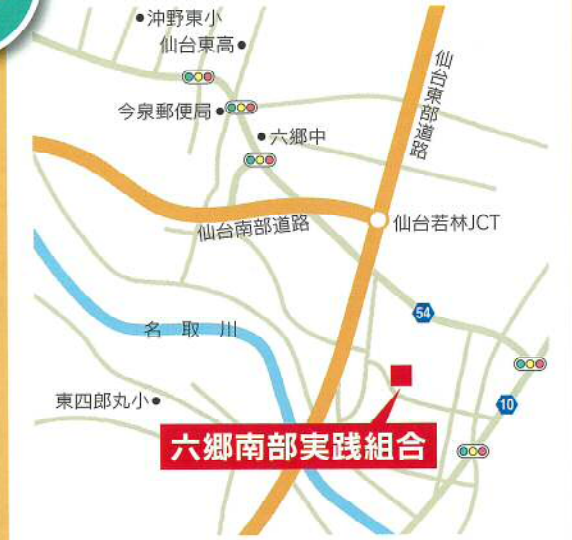 沖野東小
仙台東高
今泉郵便局
六郷中
仙台東部道路
仙台南部道路
仙台若林JCT
54
名取川
東四郎丸小
10
六郷南部実践組合